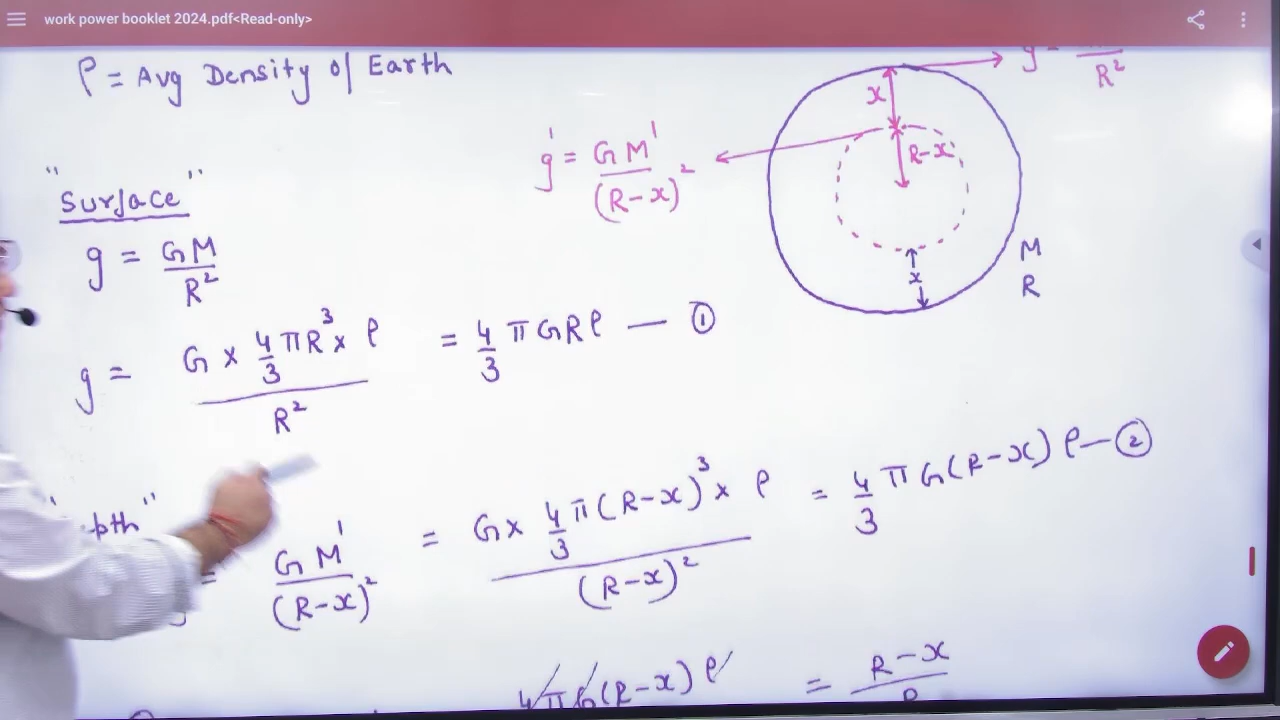 work power booklet 2024.pdf<Read-only>
ρ = Avg Density of Earth
R²
x
R-x
g' = GM'/(R-x)²
"Surface"
g = GM/R²
x
M
R
g = G × 4/3 πR³ × ρ / R² = 4/3 πGRρ — ①
GM'/(R-x)² = G × 4/3 π(R-x)³ × ρ / (R-x)² = 4/3 πG(R-x)ρ — ②
4πG(R-x)ρ = R-x